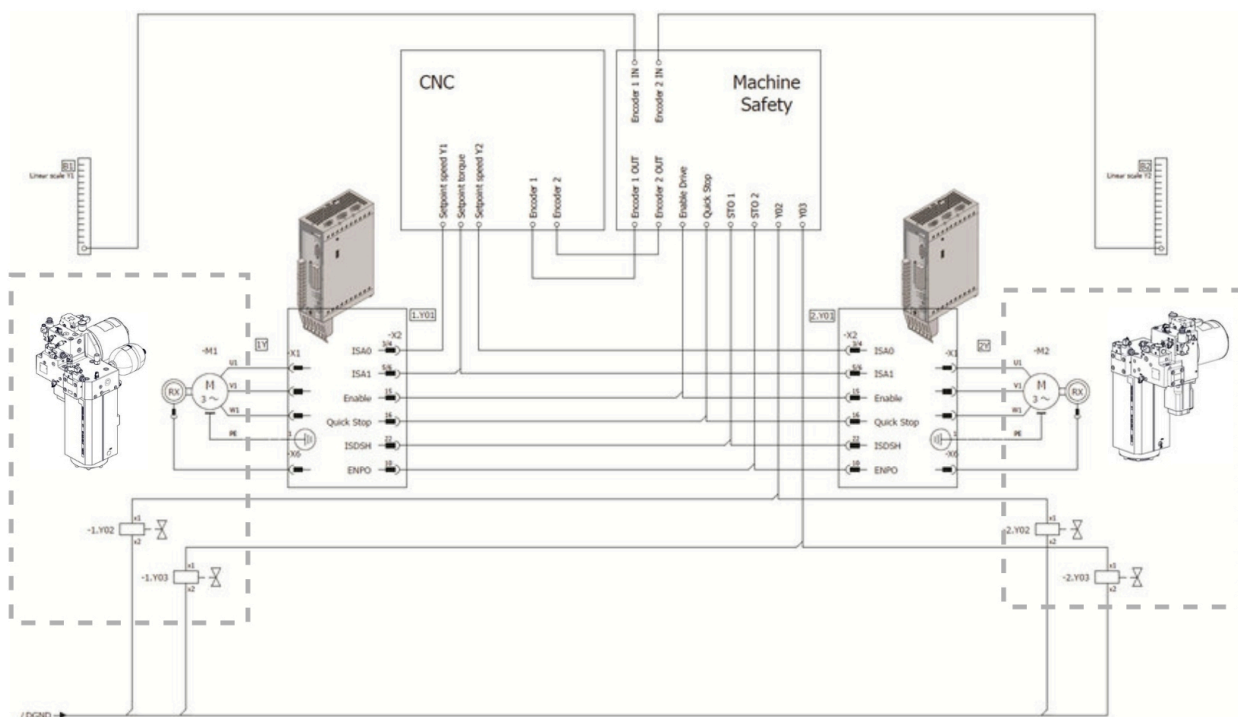 CNC
Machine
Safety
Encoder 1 IN
Encoder 2 IN
Setpoint speed Y1
Setpoint torque
Setpoint speed Y2
Encoder 1
Encoder 2
Encoder 1 OUT
Encoder 2 OUT
Enable Drive
Quick Stop
STO 1
STO 2
Y02
Y03
B1
Linear scale Y1
B2
Linear scale Y2
1Y
1.Y01
-M1
U1
V1
W1
PE
M
3 ~
RX
-X1
1
-X6
-X2
ISA0 3/4
ISA1 5/6
Enable 15
Quick Stop 16
ISDSH 22
ENPO 10
2.Y01
2Y
-X2
3/4 ISA0
5/6 ISA1
15 Enable
16 Quick Stop
22 ISDSH
10 ENPO
-X1
1
-X6
-M2
U1
V1
W1
PE
M
3 ~
RX
-1.Y02
x1
x2
-1.Y03
x1
x2
-2.Y02
x1
x2
-2.Y03
x1
x2
/ DGND